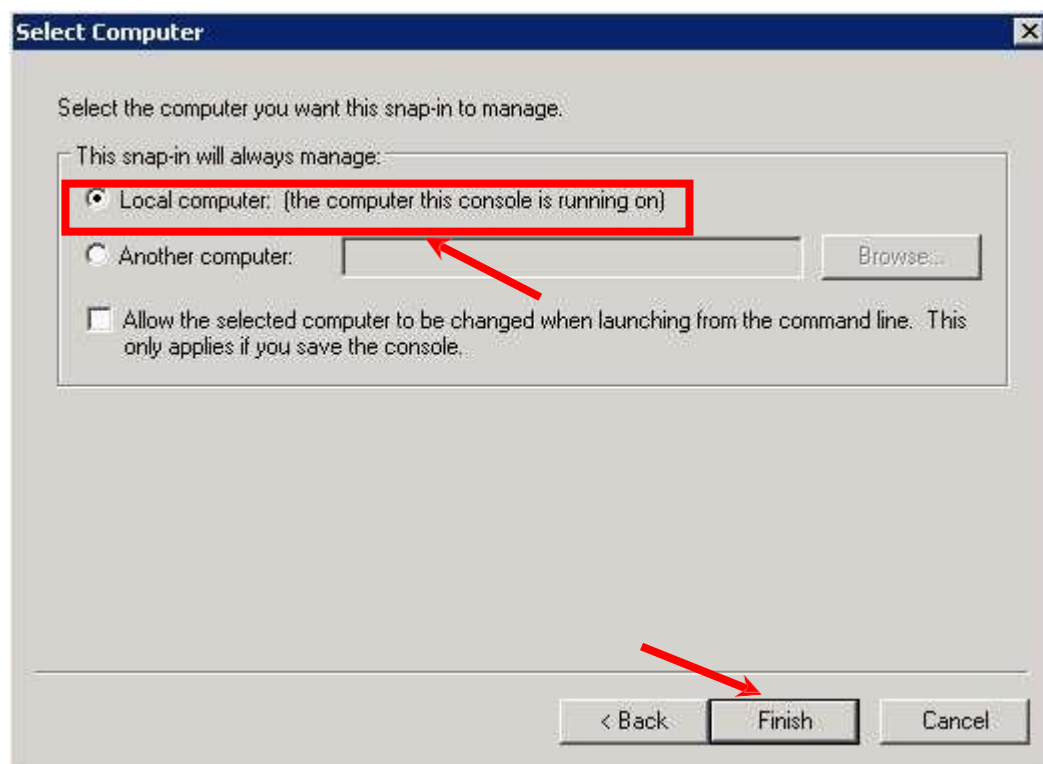 Select Computer
Select the computer you want this snap-in to manage.
This snap-in will always manage:
Local computer: (the computer this console is running on)
Another computer:
Browse...
Allow the selected computer to be changed when launching from the command line. This
only applies if you save the console.
< Back
Finish
Cancel